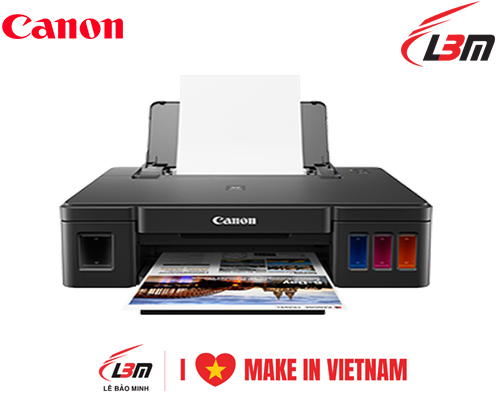 Canon
L3M
Canon
L3M
LÊ BẢO MINH
I
MAKE IN VIETNAM